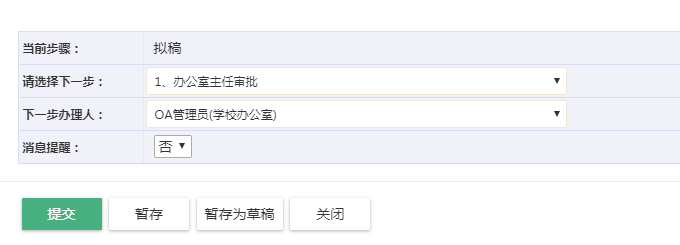 当前步骤： 拟稿
请选择下一步： 1、办公室主任审批
下一步办理人： OA管理员(学校办公室)
消息提醒： 否
提交 暂存 暂存为草稿 关闭